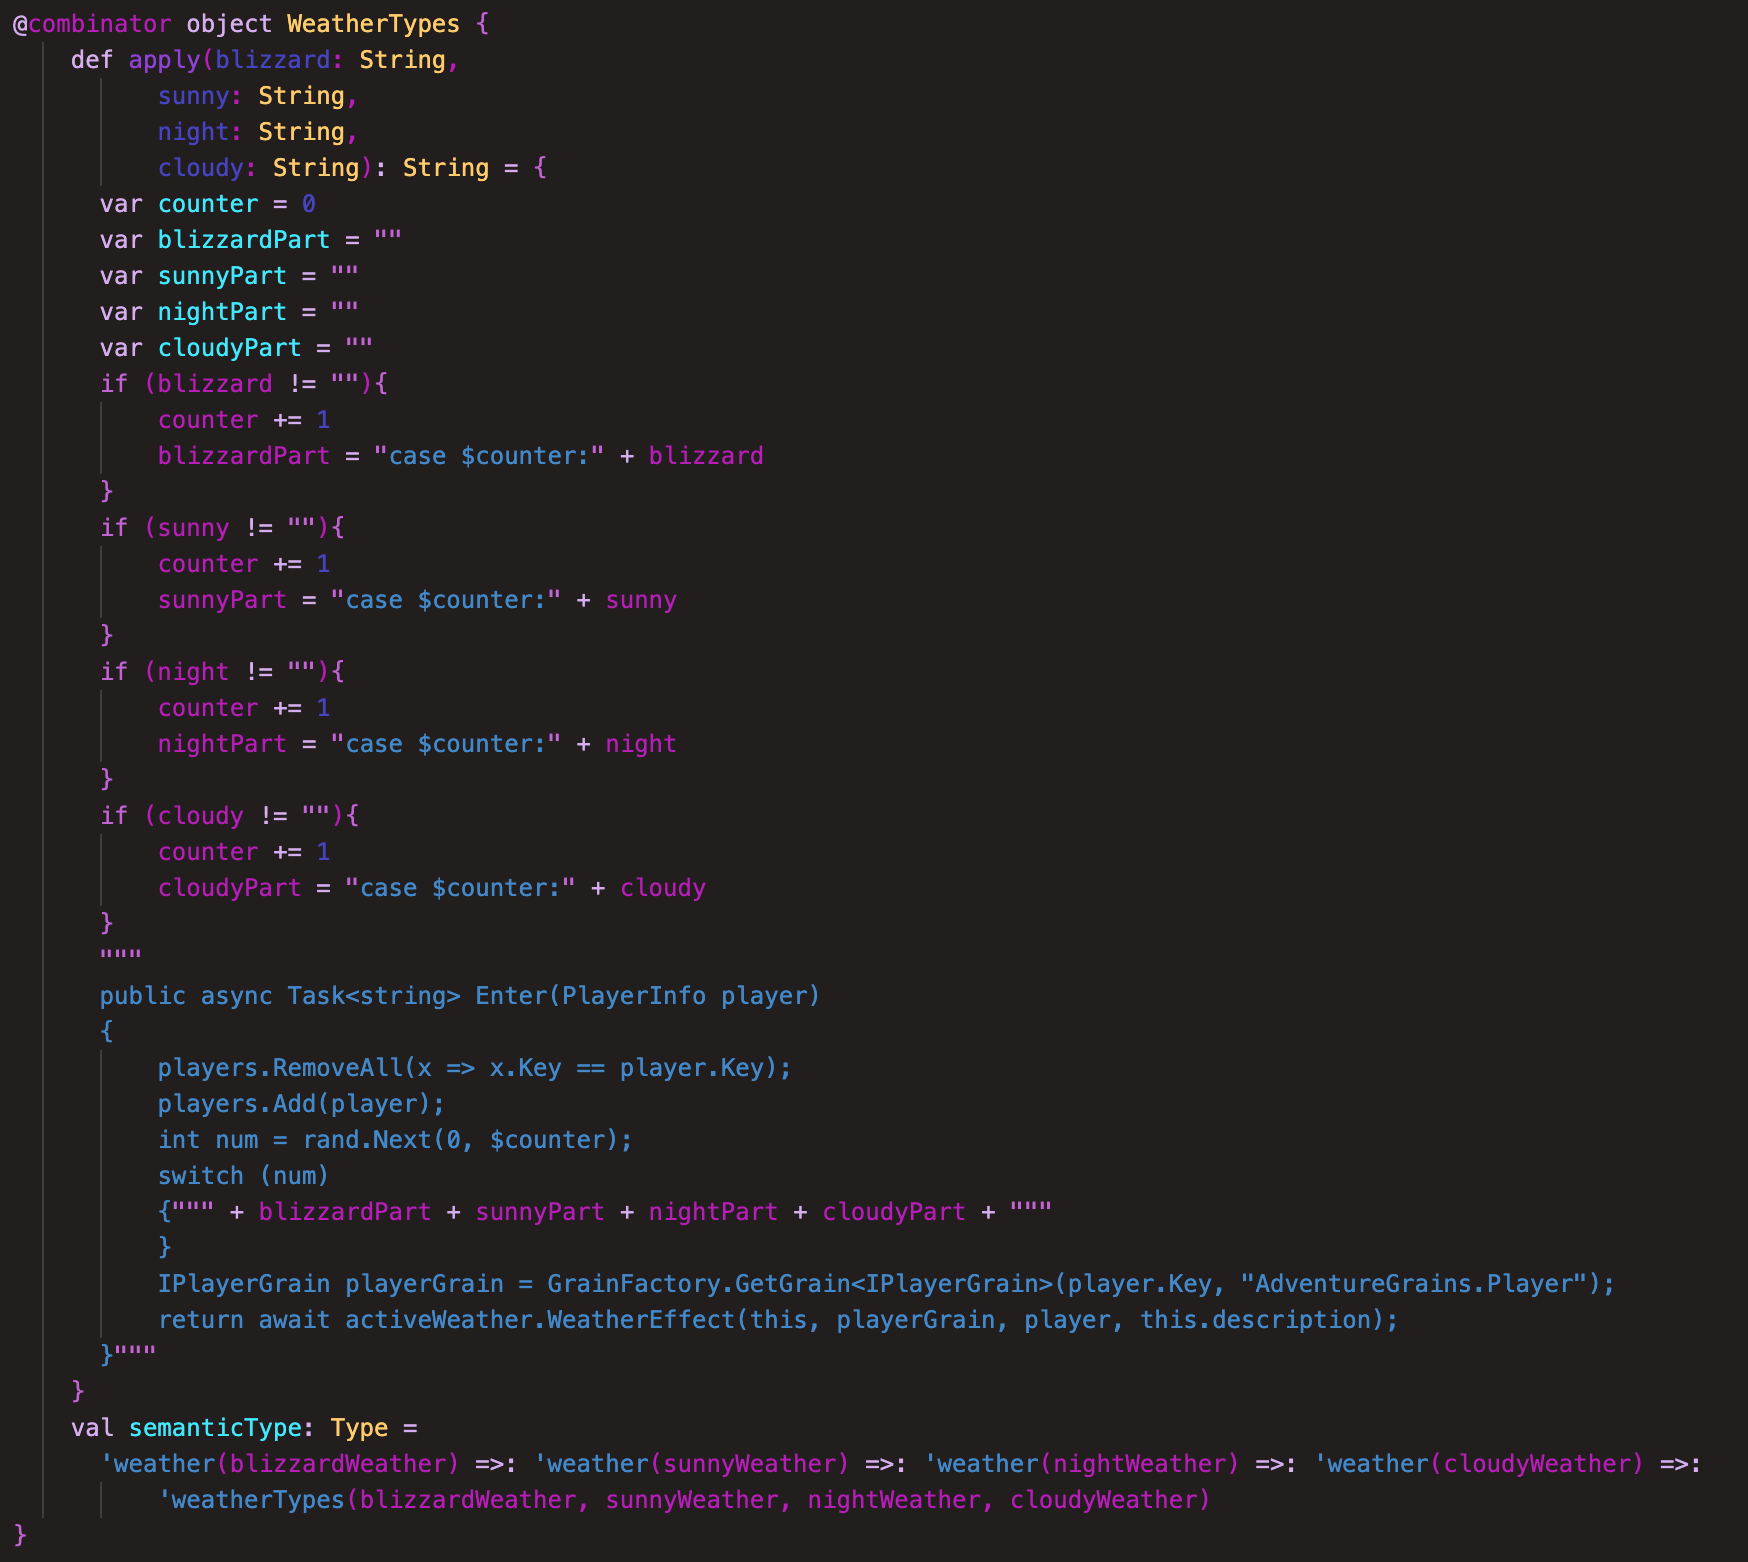 @combinator object WeatherTypes {
    def apply(blizzard: String,
          sunny: String,
          night: String,
          cloudy: String): String = {
      var counter = 0
      var blizzardPart = ""
      var sunnyPart = ""
      var nightPart = ""
      var cloudyPart = ""
      if (blizzard != ""){
          counter += 1
          blizzardPart = "case $counter:" + blizzard
      }
      if (sunny != ""){
          counter += 1
          sunnyPart = "case $counter:" + sunny
      }
      if (night != ""){
          counter += 1
          nightPart = "case $counter:" + night
      }
      if (cloudy != ""){
          counter += 1
          cloudyPart = "case $counter:" + cloudy
      }
      """
      public async Task<string> Enter(PlayerInfo player)
      {
          players.RemoveAll(x => x.Key == player.Key);
          players.Add(player);
          int num = rand.Next(0, $counter);
          switch (num)
          {""" + blizzardPart + sunnyPart + nightPart + cloudyPart + """
          }
          IPlayerGrain playerGrain = GrainFactory.GetGrain<IPlayerGrain>(player.Key, "AdventureGrains.Player");
          return await activeWeather.WeatherEffect(this, playerGrain, player, this.description);
      }"""
    }
    val semanticType: Type =
      'weather(blizzardWeather) =>: 'weather(sunnyWeather) =>: 'weather(nightWeather) =>: 'weather(cloudyWeather) =>:
          'weatherTypes(blizzardWeather, sunnyWeather, nightWeather, cloudyWeather)
}